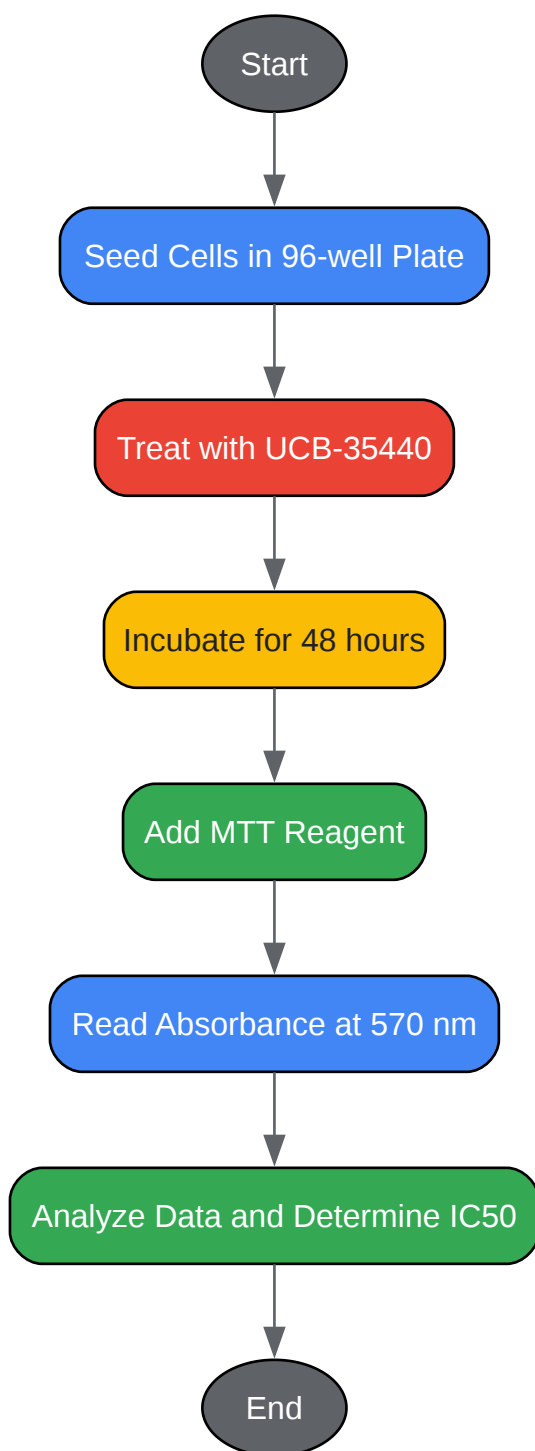 Start
Seed Cells in 96-well Plate
Treat with UCB-35440
Incubate for 48 hours
Add MTT Reagent
Read Absorbance at 570 nm
Analyze Data and Determine IC50
End